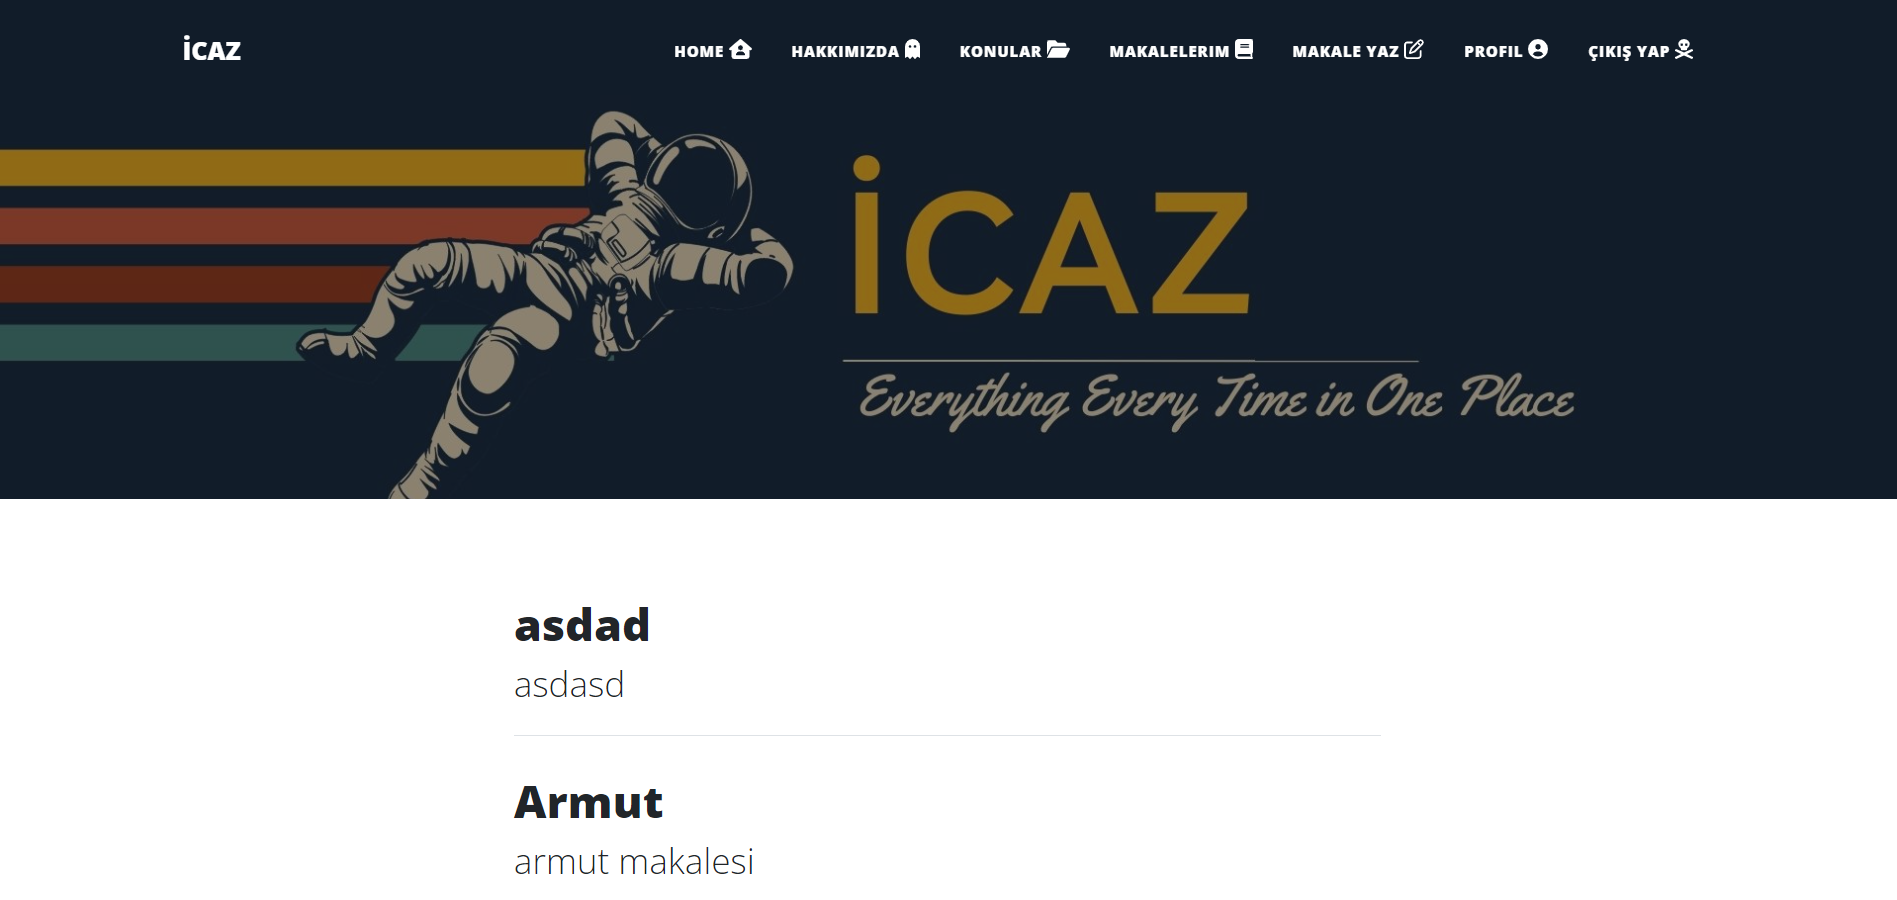 İCAZ
HOME HAKKIMIZDA KONULAR MAKALELERIM MAKALE YAZ PROFIL ÇIKIŞ YAP
İCAZ
Everything Every Time in One Place
asdad
asdasd
Armut
armut makalesi